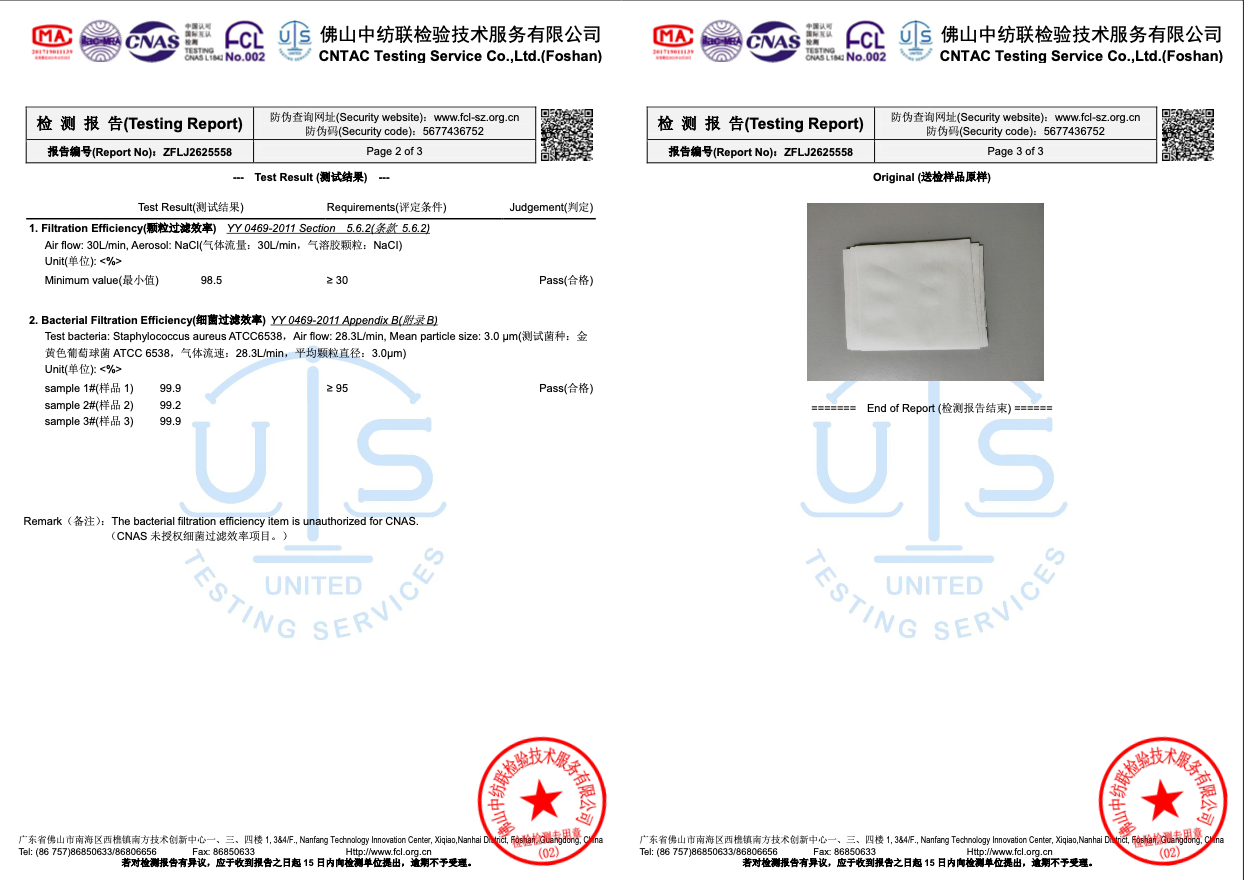 MA
ilac-MRA
CNAS
中国认可
国际互认
检测
TESTING
CNAS L1842
FCL
No.002
UTS
佛山中纺联检验技术服务有限公司
CNTAC Testing Service Co.,Ltd.(Foshan)
检 测 报 告(Testing Report)
防伪查询网址(Security website)：www.fcl-sz.org.cn
防伪码(Security code)：5677436752
报告编号(Report No)：ZFLJ2625558
Page 2 of 3
--- Test Result (测试结果) ---
Test Result(测试结果) Requirements(评定条件) Judgement(判定)
1. Filtration Efficiency(颗粒过滤效率) YY 0469-2011 Section 5.6.2(条款 5.6.2)
Air flow: 30L/min, Aerosol: NaCl(气体流量：30L/min，气溶胶颗粒：NaCl)
Unit(单位): <%>
Minimum value(最小值) 98.5 ≥ 30 Pass(合格)
2. Bacterial Filtration Efficiency(细菌过滤效率) YY 0469-2011 Appendix B(附录 B)
Test bacteria: Staphylococcus aureus ATCC6538，Air flow: 28.3L/min, Mean particle size: 3.0 μm(测试菌种：金
黄色葡萄球菌 ATCC 6538，气体流速：28.3L/min，平均颗粒直径：3.0μm)
Unit(单位): <%>
sample 1#(样品 1) 99.9 ≥ 95 Pass(合格)
sample 2#(样品 2) 99.2
sample 3#(样品 3) 99.9
Remark（备注）：The bacterial filtration efficiency item is unauthorized for CNAS.
（CNAS 未授权细菌过滤效率项目。）
UTS
UNITED
TESTING SERVICES
佛山中纺联检验技术服务有限公司
检验检测专用章
(02)
广东省佛山市南海区西樵镇南方技术创新中心一、三、四楼 1, 3&4/F., Nanfang Technology Innovation Center, Xiqiao,Nanhai District, Foshan, Guangdong, China
Tel: (86 757)86850633/86806656 Fax: 86850633 Http://www.fcl.org.cn
若对检测报告有异议，应于收到报告之日起 15 日内向检测单位提出，逾期不予受理。
MA
ilac-MRA
CNAS
中国认可
国际互认
检测
TESTING
CNAS L1842
FCL
No.002
UTS
佛山中纺联检验技术服务有限公司
CNTAC Testing Service Co.,Ltd.(Foshan)
检 测 报 告(Testing Report)
防伪查询网址(Security website)：www.fcl-sz.org.cn
防伪码(Security code)：5677436752
报告编号(Report No)：ZFLJ2625558
Page 3 of 3
Original (送检样品原样)
======= End of Report (检测报告结束) ======
UTS
UNITED
TESTING SERVICES
佛山中纺联检验技术服务有限公司
检验检测专用章
(02)
广东省佛山市南海区西樵镇南方技术创新中心一、三、四楼 1, 3&4/F., Nanfang Technology Innovation Center, Xiqiao,Nanhai District, Foshan, Guangdong, China
Tel: (86 757)86850633/86806656 Fax: 86850633 Http://www.fcl.org.cn
若对检测报告有异议，应于收到报告之日起 15 日内向检测单位提出，逾期不予受理。